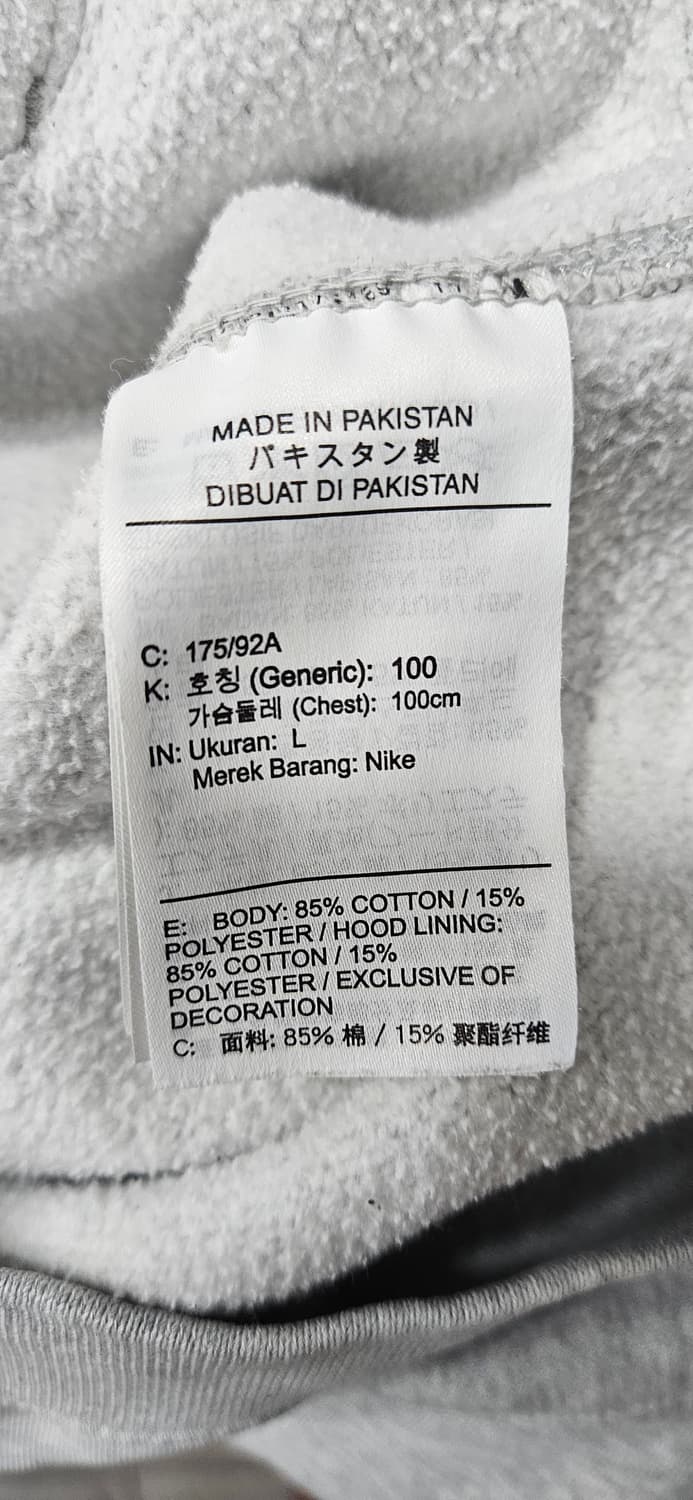 MADE IN PAKISTAN
パキスタン製
DIBUAT DI PAKISTAN
C: 175/92A
K: 호칭 (Generic): 100
가슴둘레 (Chest): 100cm
IN: Ukuran: L
Merek Barang: Nike
E: BODY: 85% COTTON / 15%
POLYESTER / HOOD LINING:
85% COTTON / 15%
POLYESTER / EXCLUSIVE OF
DECORATION
C: 面料: 85% 棉 / 15% 聚酯纤维